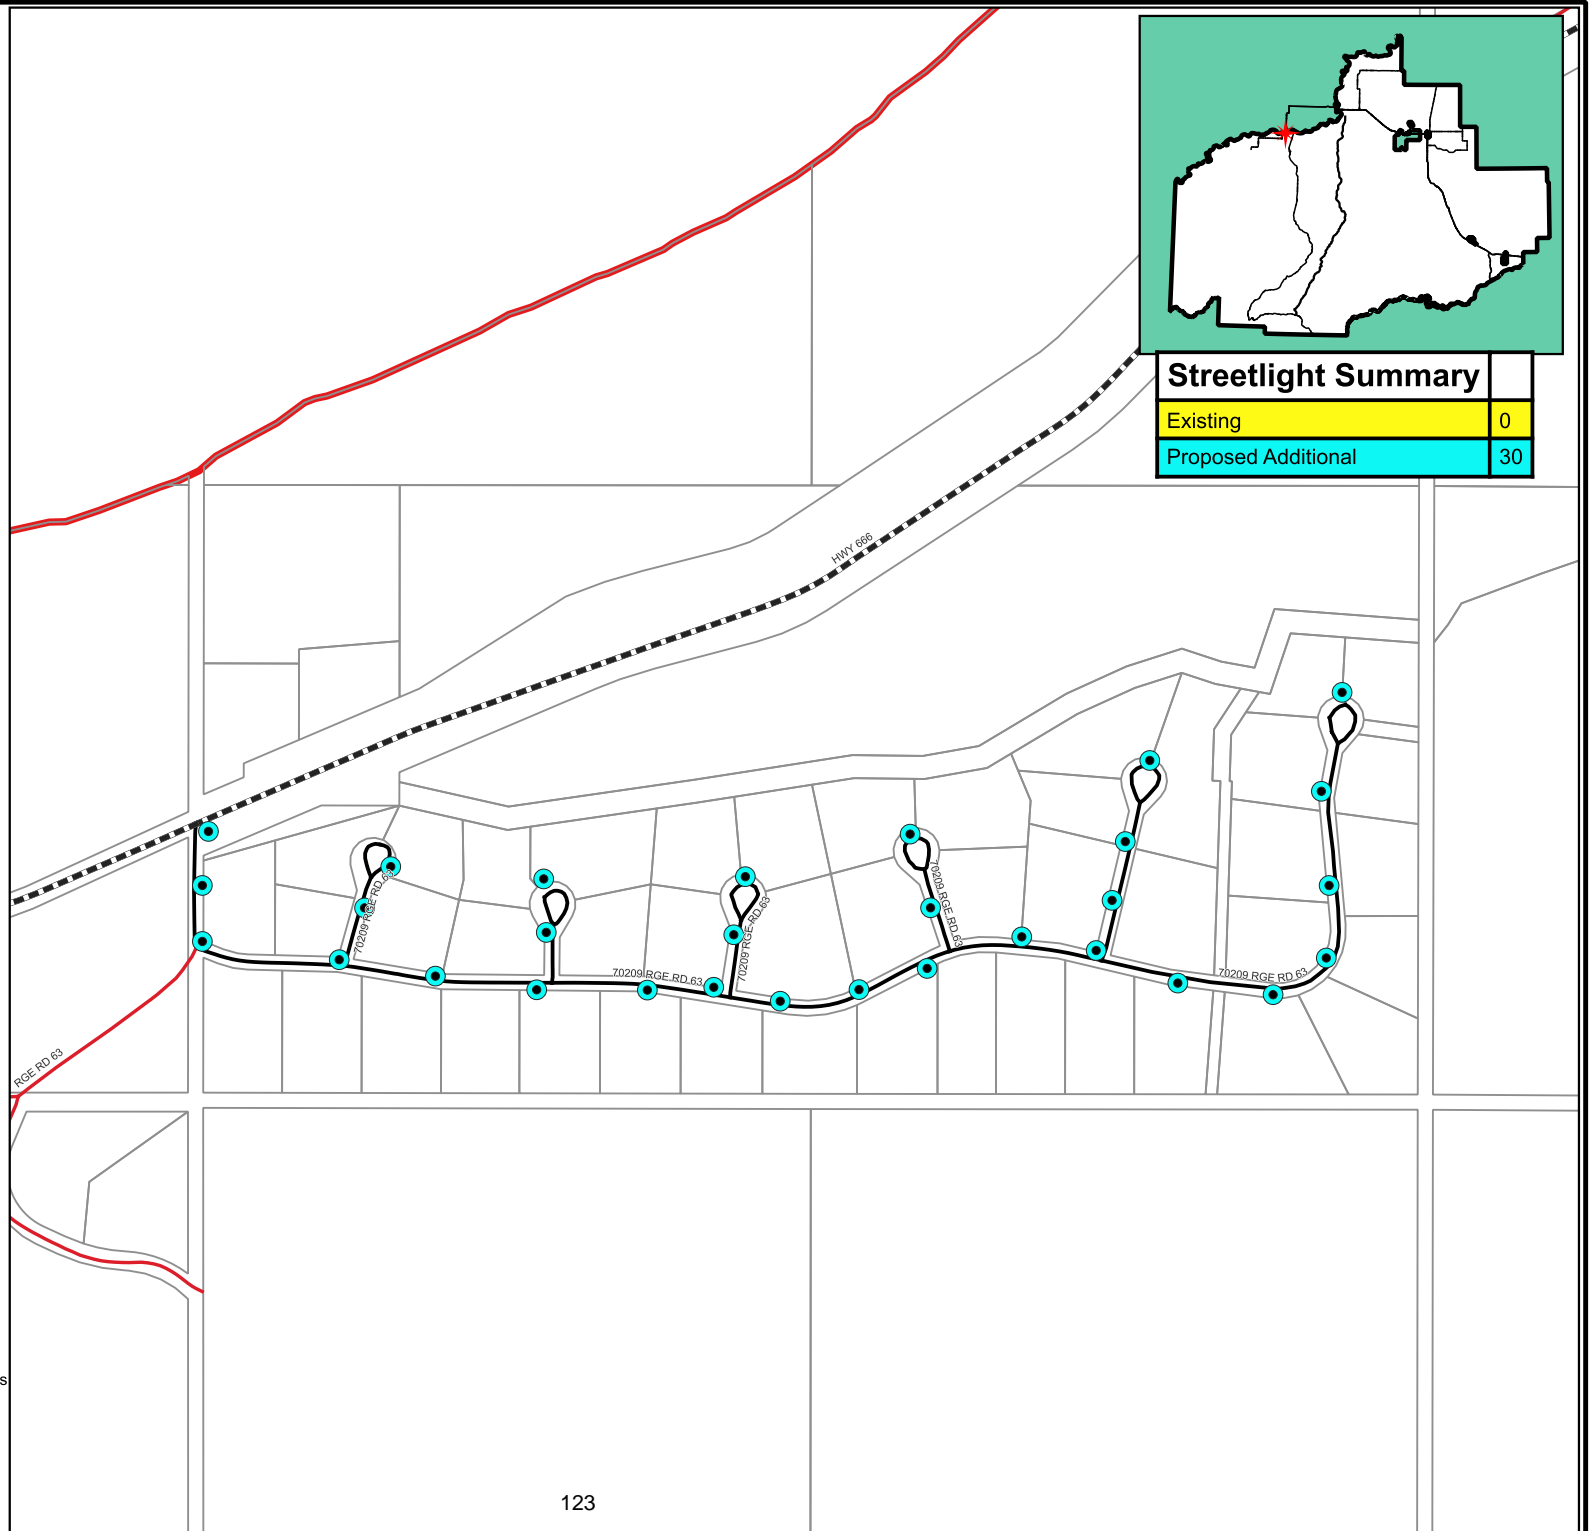 Streetlight Summary
Existing 0
Proposed Additional 30
HWY 666
70209 RGE RD 63
70209 RGE RD 63
70209 RGE RD 63
70209 RGE RD 63
70209 RGE RD 63
RGE RD 63
s
123